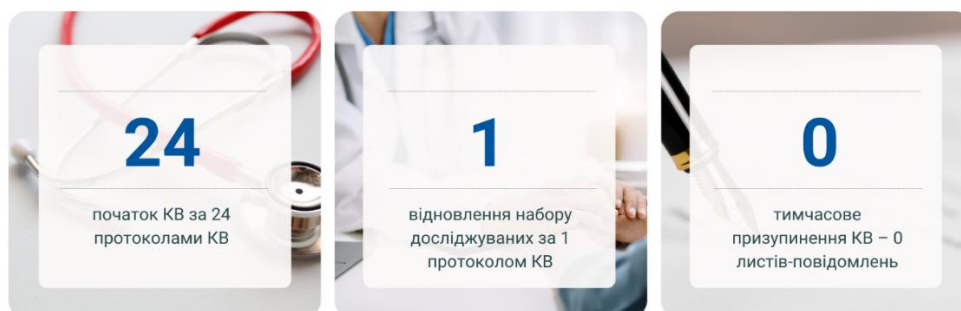 24
початок КВ за 24
протоколами КВ
1
відновлення набору
досліджуваних за 1
протоколом КВ
0
тимчасове
призупинення КВ – 0
листів-повідомлень